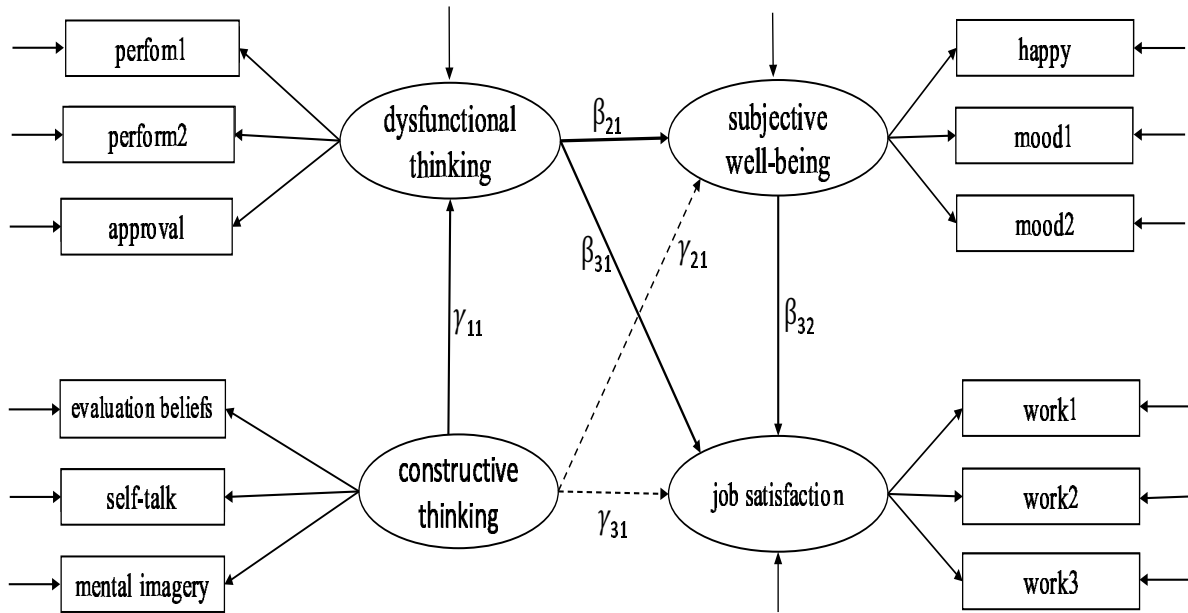 perfom1
perform2
approval
dysfunctional
thinking
β21
subjective
well-being
happy
mood1
mood2
β31
γ21
γ11
β32
evaluation beliefs
self-talk
mental imagery
constructive
thinking
γ31
job satisfaction
work1
work2
work3